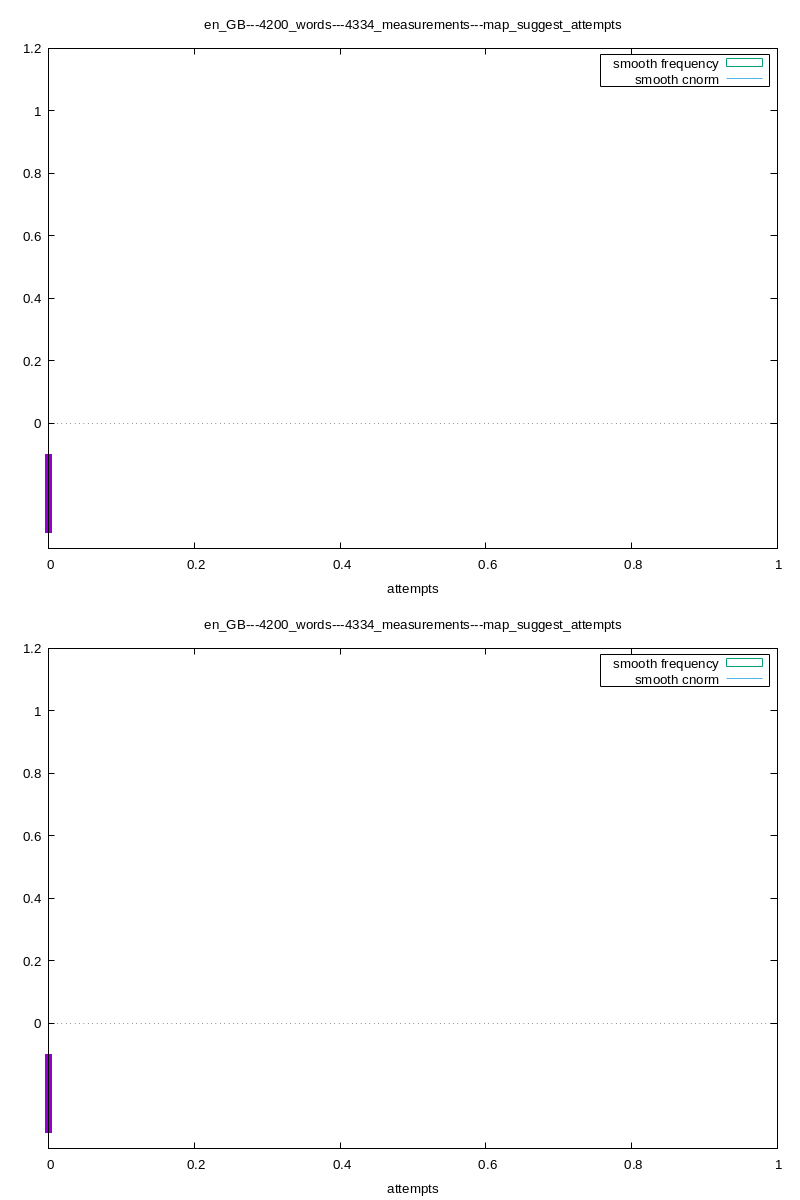 en_GB---4200_words---4334_measurements---map_suggest_attempts
1.2
smooth frequency
smooth cnorm
1
0.8
0.6
0.4
0.2
0
0 0.2 0.4 0.6 0.8 1
attempts
en_GB---4200_words---4334_measurements---map_suggest_attempts
1.2
smooth frequency
smooth cnorm
1
0.8
0.6
0.4
0.2
0
0 0.2 0.4 0.6 0.8 1
attempts